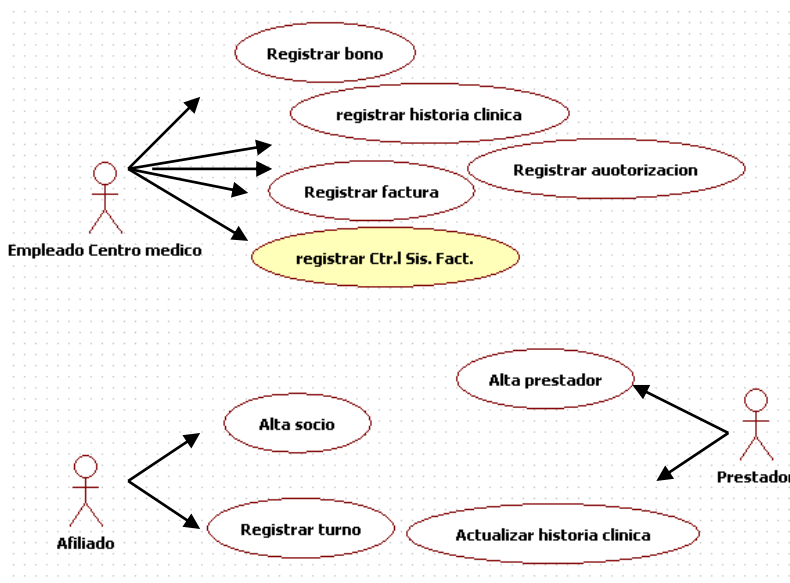 Registrar bono
registrar historia clinica
Registrar auotorizacion
Registrar factura
Empleado Centro medico
registrar Ctr.l Sis. Fact.
Alta prestador
Alta socio
Prestador
Registrar turno
Actualizar historia clinica
Afiliado